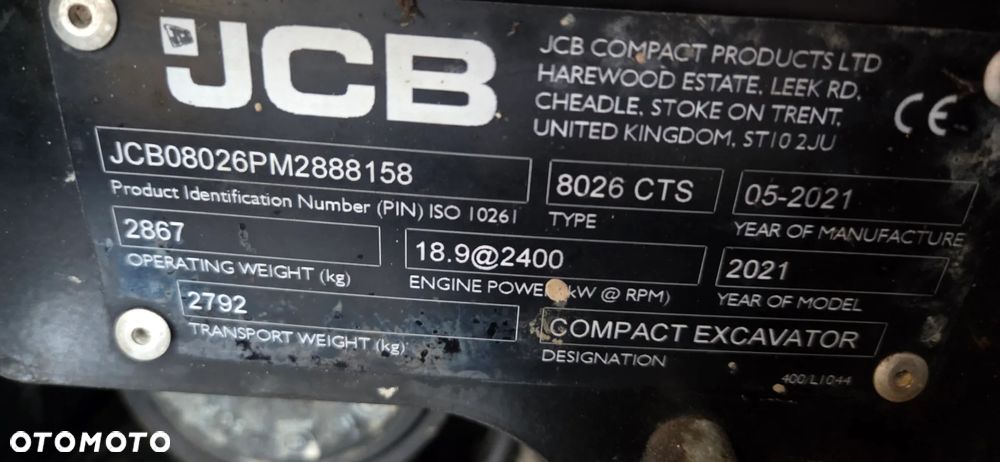 JCB
JCB COMPACT PRODUCTS LTD
HAREWOOD ESTATE, LEEK RD,
CHEADLE, STOKE ON TRENT,
UNITED KINGDOM, ST10 2JU
CE
JCB08026PM2888158
Product Identification Number (PIN) ISO 10261
8026 CTS
TYPE
05-2021
YEAR OF MANUFACTURE
2867
OPERATING WEIGHT (kg)
18.9@2400
ENGINE POWER (kW @ RPM)
2021
YEAR OF MODEL
2792
TRANSPORT WEIGHT (kg)
COMPACT EXCAVATOR
DESIGNATION
400/L1044
OTOMOTO